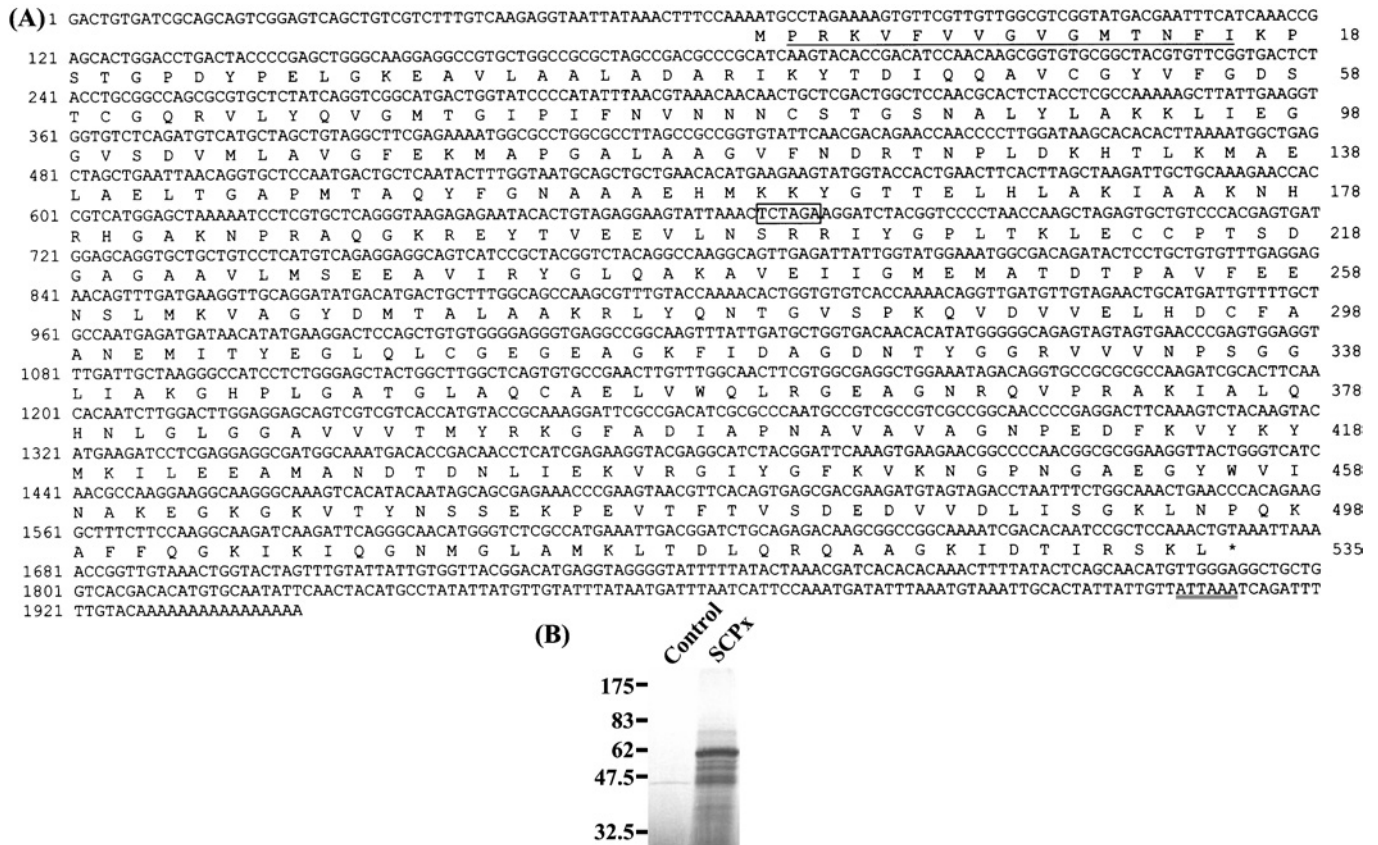 (A)
1 GACTGTGATCGCAGCAGTCGGAGTCAGCTGTCGTCTTTGTCAAGAGGTAATTATAAACTTTCCAAAATGCCTAGAAAAGTGTTCGTTGTTGGCGTCGGTATGACGAATTTCATCAAACCG
M P R K V F V V G V G M T N F I K P 18
121 AGCACTGGACCTGACTACCCCGAGCTGGGCAAGGAGGCCGTGCTGGCCGCGCTAGCCGACGCCCGCATCAAGTACACCGACATCCAACAAGCGGTGTGCGGCTACGTGTTCGGTGACTCT
S T G P D Y P E L G K E A V L A A L A D A R I K Y T D I Q Q A V C G Y V F G D S 58
241 ACCTGCGGCCAGCGCGTGCTCTATCAGGTCGGCATGACTGGTATCCCCATATTTAACGTAAACAACAACTGCTCGACTGGCTCCAACGCACTCTACCTCGCCAAAAAGCTTATTGAAGGT
T C G Q R V L Y Q V G M T G I P I F N V N N N C S T G S N A L Y L A K K L I E G 98
361 GGTGTCTCAGATGTCATGCTAGCTGTAGGCTTCGAGAAAATGGCGCCTGGCGCCTTAGCCGCCGGTGTATTCAACGACAGAACCAACCCCTTGGATAAGCACACACTTAAAATGGCTGAG
G V S D V M L A V G F E K M A P G A L A A G V F N D R T N P L D K H T L K M A E 138
481 CTAGCTGAATTAACAGGTGCTCCAATGACTGCTCAATACTTTGGTAATGCAGCTGCTGAACACATGAAGAAGTATGGTACCACTGAACTTCACTTAGCTAAGATTGCTGCAAAGAACCAC
L A E L T G A P M T A Q Y F G N A A A E H M K K Y G T T E L H L A K I A A K N H 178
601 CGTCATGGAGCTAAAAATCCTCGTGCTCAGGGTAAGAGAGAATACACTGTAGAGGAAGTATTAAACTCTAGAAGGATCTACGGTCCCCTAACCAAGCTAGAGTGCTGTCCCACGAGTGAT
R H G A K N P R A Q G K R E Y T V E E V L N S R R I Y G P L T K L E C C P T S D 218
721 GGAGCAGGTGCTGCTGTCCTCATGTCAGAGGAGGCAGTCATCCGCTACGGTCTACAGGCCAAGGCAGTTGAGATTATTGGTATGGAAATGGCGACAGATACTCCTGCTGTGTTTGAGGAG
G A G A A V L M S E E A V I R Y G L Q A K A V E I I G M E M A T D T P A V F E E 258
841 AACAGTTTGATGAAGGTTGCAGGATATGACATGACTGCTTTGGCAGCCAAGCGTTTGTACCAAAACACTGGTGTGTCACCAAAACAGGTTGATGTTGTAGAACTGCATGATTGTTTTGCT
N S L M K V A G Y D M T A L A A K R L Y Q N T G V S P K Q V D V V E L H D C F A 298
961 GCCAATGAGATGATAACATATGAAGGACTCCAGCTGTGTGGGGAGGGTGAGGCCGGCAAGTTTATTGATGCTGGTGACAACACATATGGGGGCAGAGTAGTAGTGAACCCGAGTGGAGGT
A N E M I T Y E G L Q L C G E G E A G K F I D A G D N T Y G G R V V V N P S G G 338
1081 TTGATTGCTAAGGGCCATCCTCTGGGAGCTACTGGCTTGGCTCAGTGTGCCGAACTTGTTTGGCAACTTCGTGGCGAGGCTGGAAATAGACAGGTGCCGCGCGCCAAGATCGCACTTCAA
L I A K G H P L G A T G L A Q C A E L V W Q L R G E A G N R Q V P R A K I A L Q 378
1201 CACAATCTTGGACTTGGAGGAGCAGTCGTCGTCACCATGTACCGCAAAGGATTCGCCGACATCGCGCCCAATGCCGTCGCCGTCGCCGGCAACCCCGAGGACTTCAAAGTCTACAAGTAC
H N L G L G G A V V V T M Y R K G F A D I A P N A V A V A G N P E D F K V Y K Y 418
1321 ATGAAGATCCTCGAGGAGGCGATGGCAAATGACACCGACAACCTCATCGAGAAGGTACGAGGCATCTACGGATTCAAAGTGAAGAACGGCCCCAACGGCGCGGAAGGTTACTGGGTCATC
M K I L E E A M A N D T D N L I E K V R G I Y G F K V K N G P N G A E G Y W V I 458
1441 AACGCCAAGGAAGGCAAGGGCAAAGTCACATACAATAGCAGCGAGAAACCCGAAGTAACGTTCACAGTGAGCGACGAAGATGTAGTAGACCTAATTTCTGGCAAACTGAACCCACAGAAG
N A K E G K G K V T Y N S S E K P E V T F T V S D E D V V D L I S G K L N P Q K 498
1561 GCTTTCTTCCAAGGCAAGATCAAGATTCAGGGCAACATGGGTCTCGCCATGAAATTGACGGATCTGCAGAGACAAGCGGCCGGCAAAATCGACACAATCCGCTCCAAACTGTAAATTAAA
A F F Q G K I K I Q G N M G L A M K L T D L Q R Q A A G K I D T I R S K L * 535
1681 ACCGGTTGTAAACTGGTACTAGTTTGTATTATTGTGGTTACGGACATGAGGTAGGGGTATTTTTATACTAAACGATCACACACAAACTTTTATACTCAGCAACATGTTGGGAGGCTGCTG
1801 GTCACGACACATGTGCAATATTCAACTACATGCCTATATTATGTTGTATTTATAATGATTTAATCATTCCAAATGATATTTAAATGTAAATTGCACTATTATTGTTATTAAATCAGATTT
1921 TTGTACAAAAAAAAAAAAAAAA
(B)
Control
SCPx
175
83
62
47.5
32.5